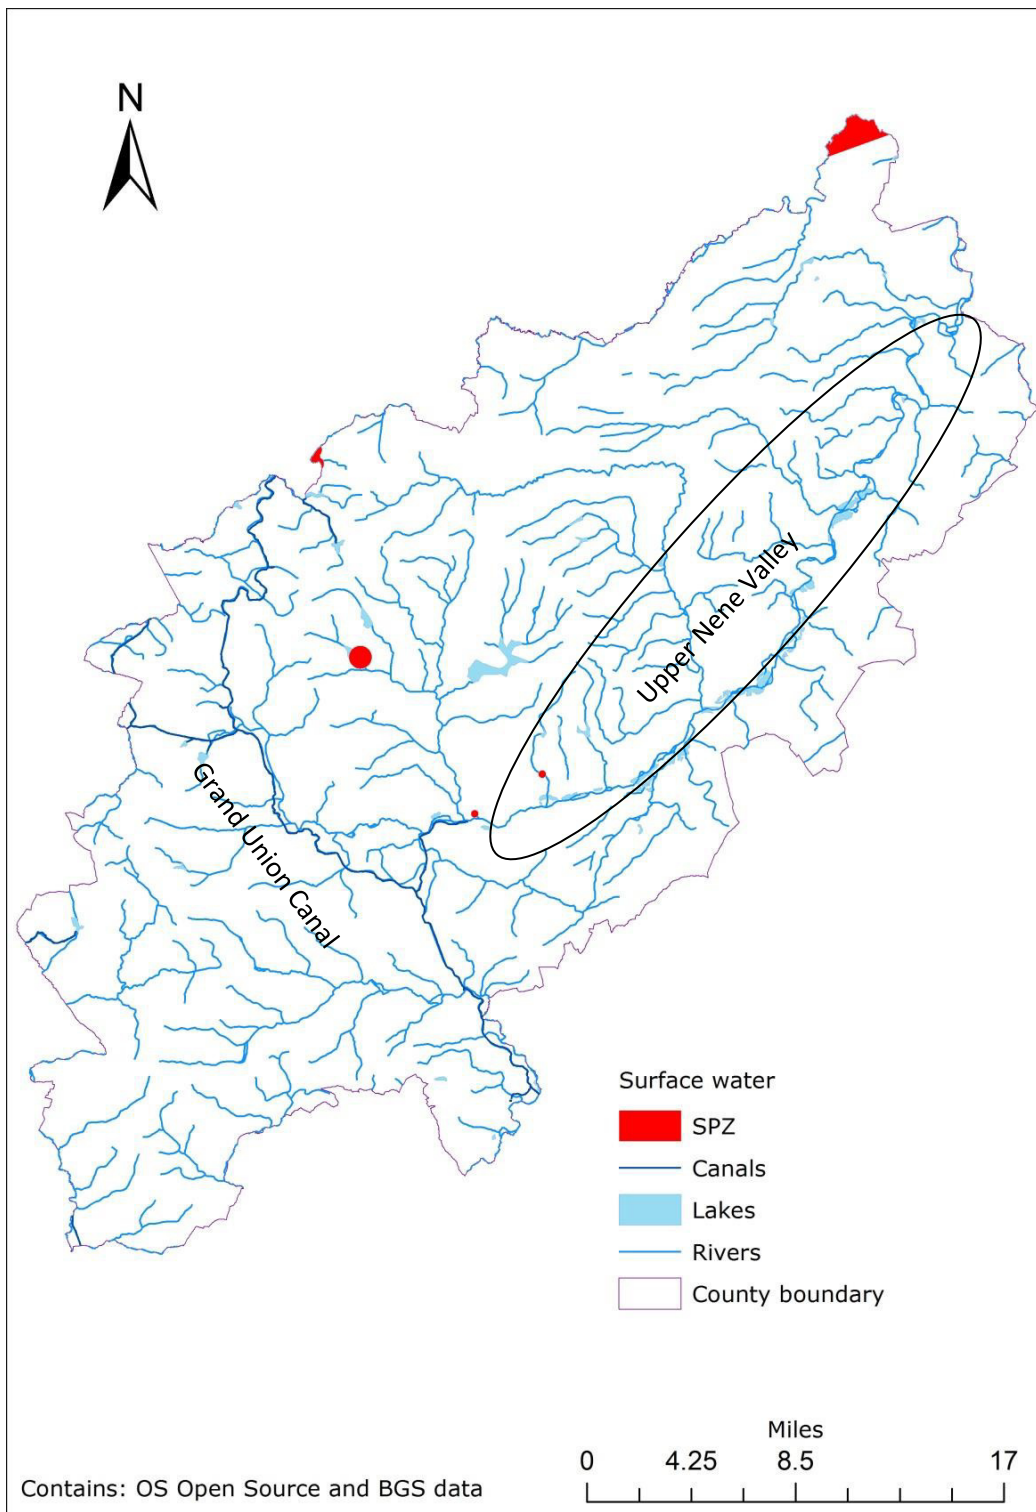 N
Upper Nene Valley
Grand Union Canal
Surface water
SPZ
Canals
Lakes
Rivers
County boundary
Miles
0 4.25 8.5 17
Contains: OS Open Source and BGS data